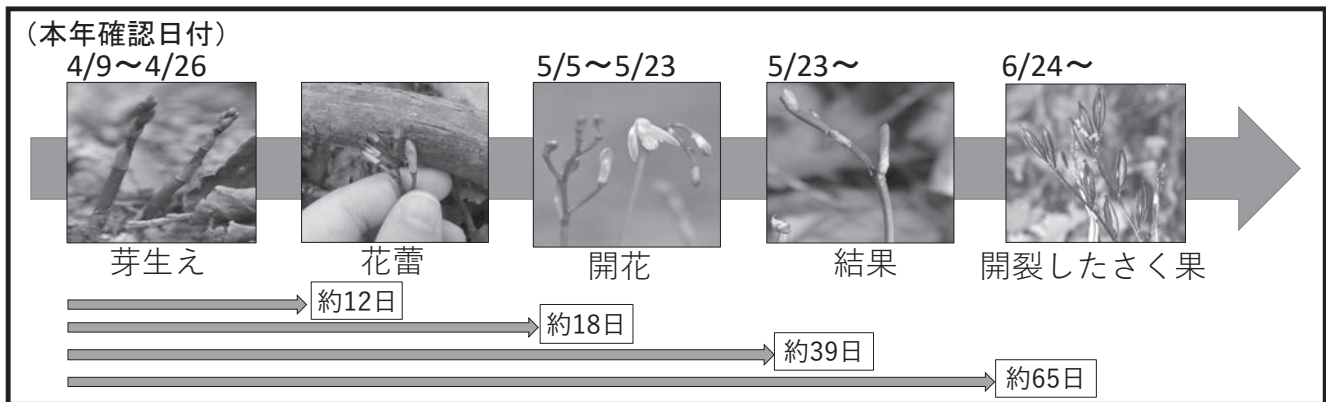 （本年確認日付）
4/9～4/26
5/5～5/23
5/23～
6/24～
芽生え
花蕾
開花
結果
開裂したさく果
約12日
約18日
約39日
約65日